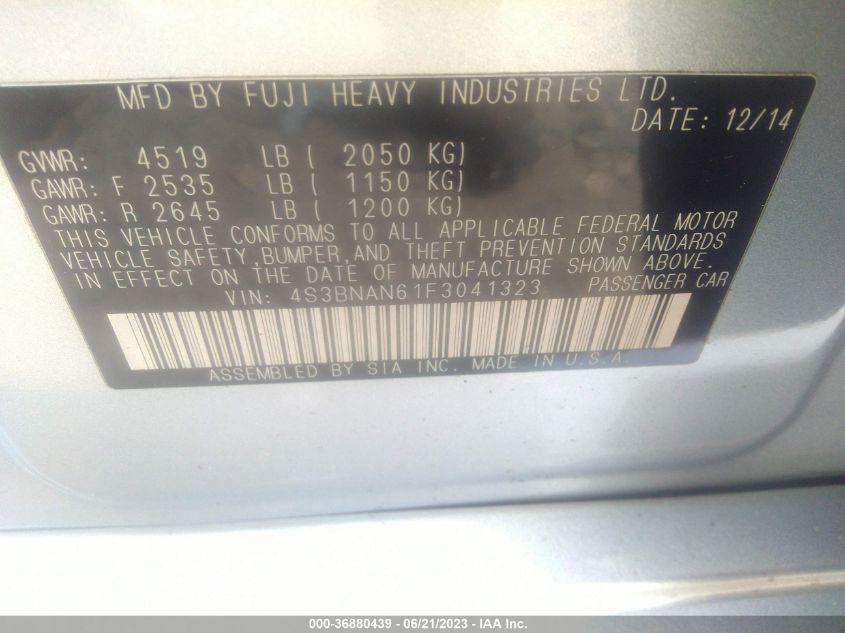 MFD BY FUJI HEAVY INDUSTRIES LTD.
DATE: 12/14
GVWR: 4519 LB ( 2050 KG)
GAWR: F 2535 LB ( 1150 KG)
GAWR: R 2645 LB ( 1200 KG)
THIS VEHICLE CONFORMS TO ALL APPLICABLE FEDERAL MOTOR
VEHICLE SAFETY, BUMPER, AND THEFT PREVENTION STANDARDS
IN EFFECT ON THE DATE OF MANUFACTURE SHOWN ABOVE.
VIN: 4S3BNAN61F3041323 PASSENGER CAR
ASSEMBLED BY SIA INC. MADE IN U.S.A.
000-36880439 - 06/21/2023 - IAA Inc.